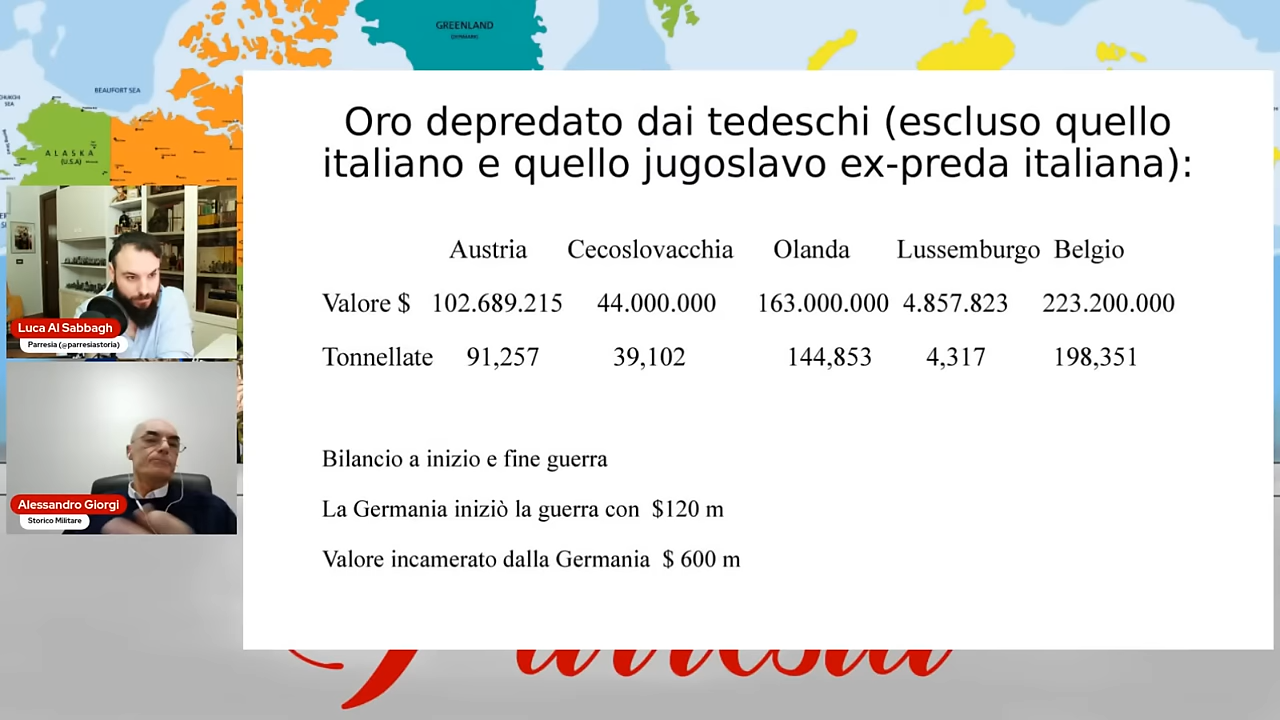 GREENLAND
BEAUFORT SEA
ALASKA
(U.S.A)
Oro depredato dai tedeschi (escluso quello
italiano e quello jugoslavo ex-preda italiana):
Austria Cecoslovacchia Olanda Lussemburgo Belgio
Valore $ 102.689.215 44.000.000 163.000.000 4.857.823 223.200.000
Tonnellate 91,257 39,102 144,853 4,317 198,351
Bilancio a inizio e fine guerra
La Germania iniziò la guerra con $120 m
Valore incamerato dalla Germania $ 600 m
Luca Al Sabbagh
Parresia (@parresiastoria)
Alessandro Giorgi
Storico Militare
Parresia